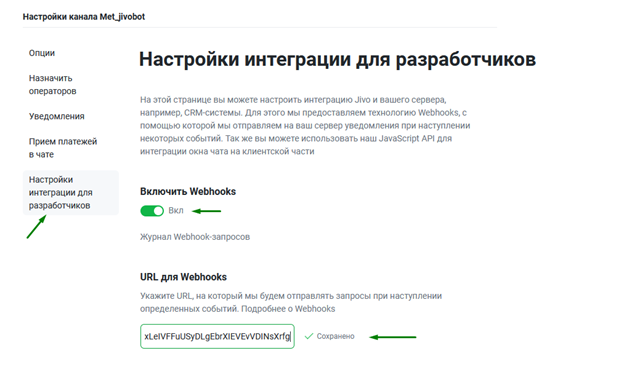 Настройки канала Met_jivobot
Опции
Назначить
операторов
Уведомления
Прием платежей
в чате
Настройки
интеграции для
разработчиков
Настройки интеграции для разработчиков
На этой странице вы можете настроить интеграцию Jivo и вашего сервера,
например, CRM-системы. Для этого мы предоставляем технологию Webhooks, с
помощью которой мы отправляем на ваш сервер уведомления при наступлении
некоторых событий. Так же вы можете использовать наш JavaScript API для
интеграции окна чата на клиентской части
Включить Webhooks
Вкл
Журнал Webhook-запросов
URL для Webhooks
Укажите URL, на который мы будем отправлять запросы при наступлении
определенных событий. Подробнее о Webhooks
xLeIVFFuUSyDLgEbrXIEVEvVDINsXrfg
Сохранено